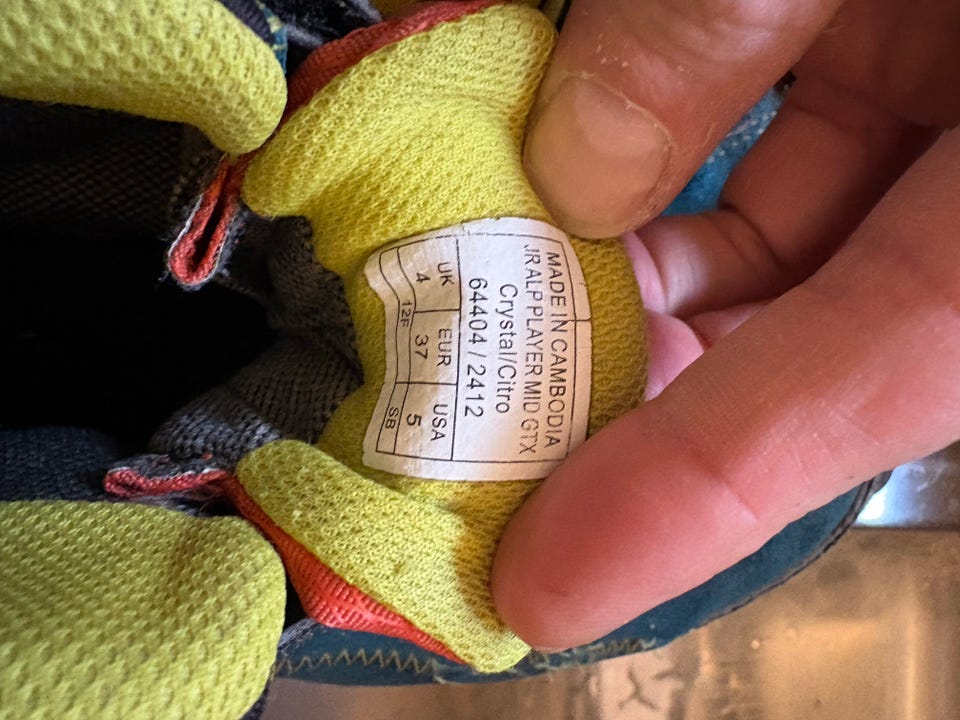 MADE IN CAMBODIA
JR ALP PLAYER MID GTX
Crystal/Citro
64404 / 2412
UK EUR USA
4 37 5
12F SB